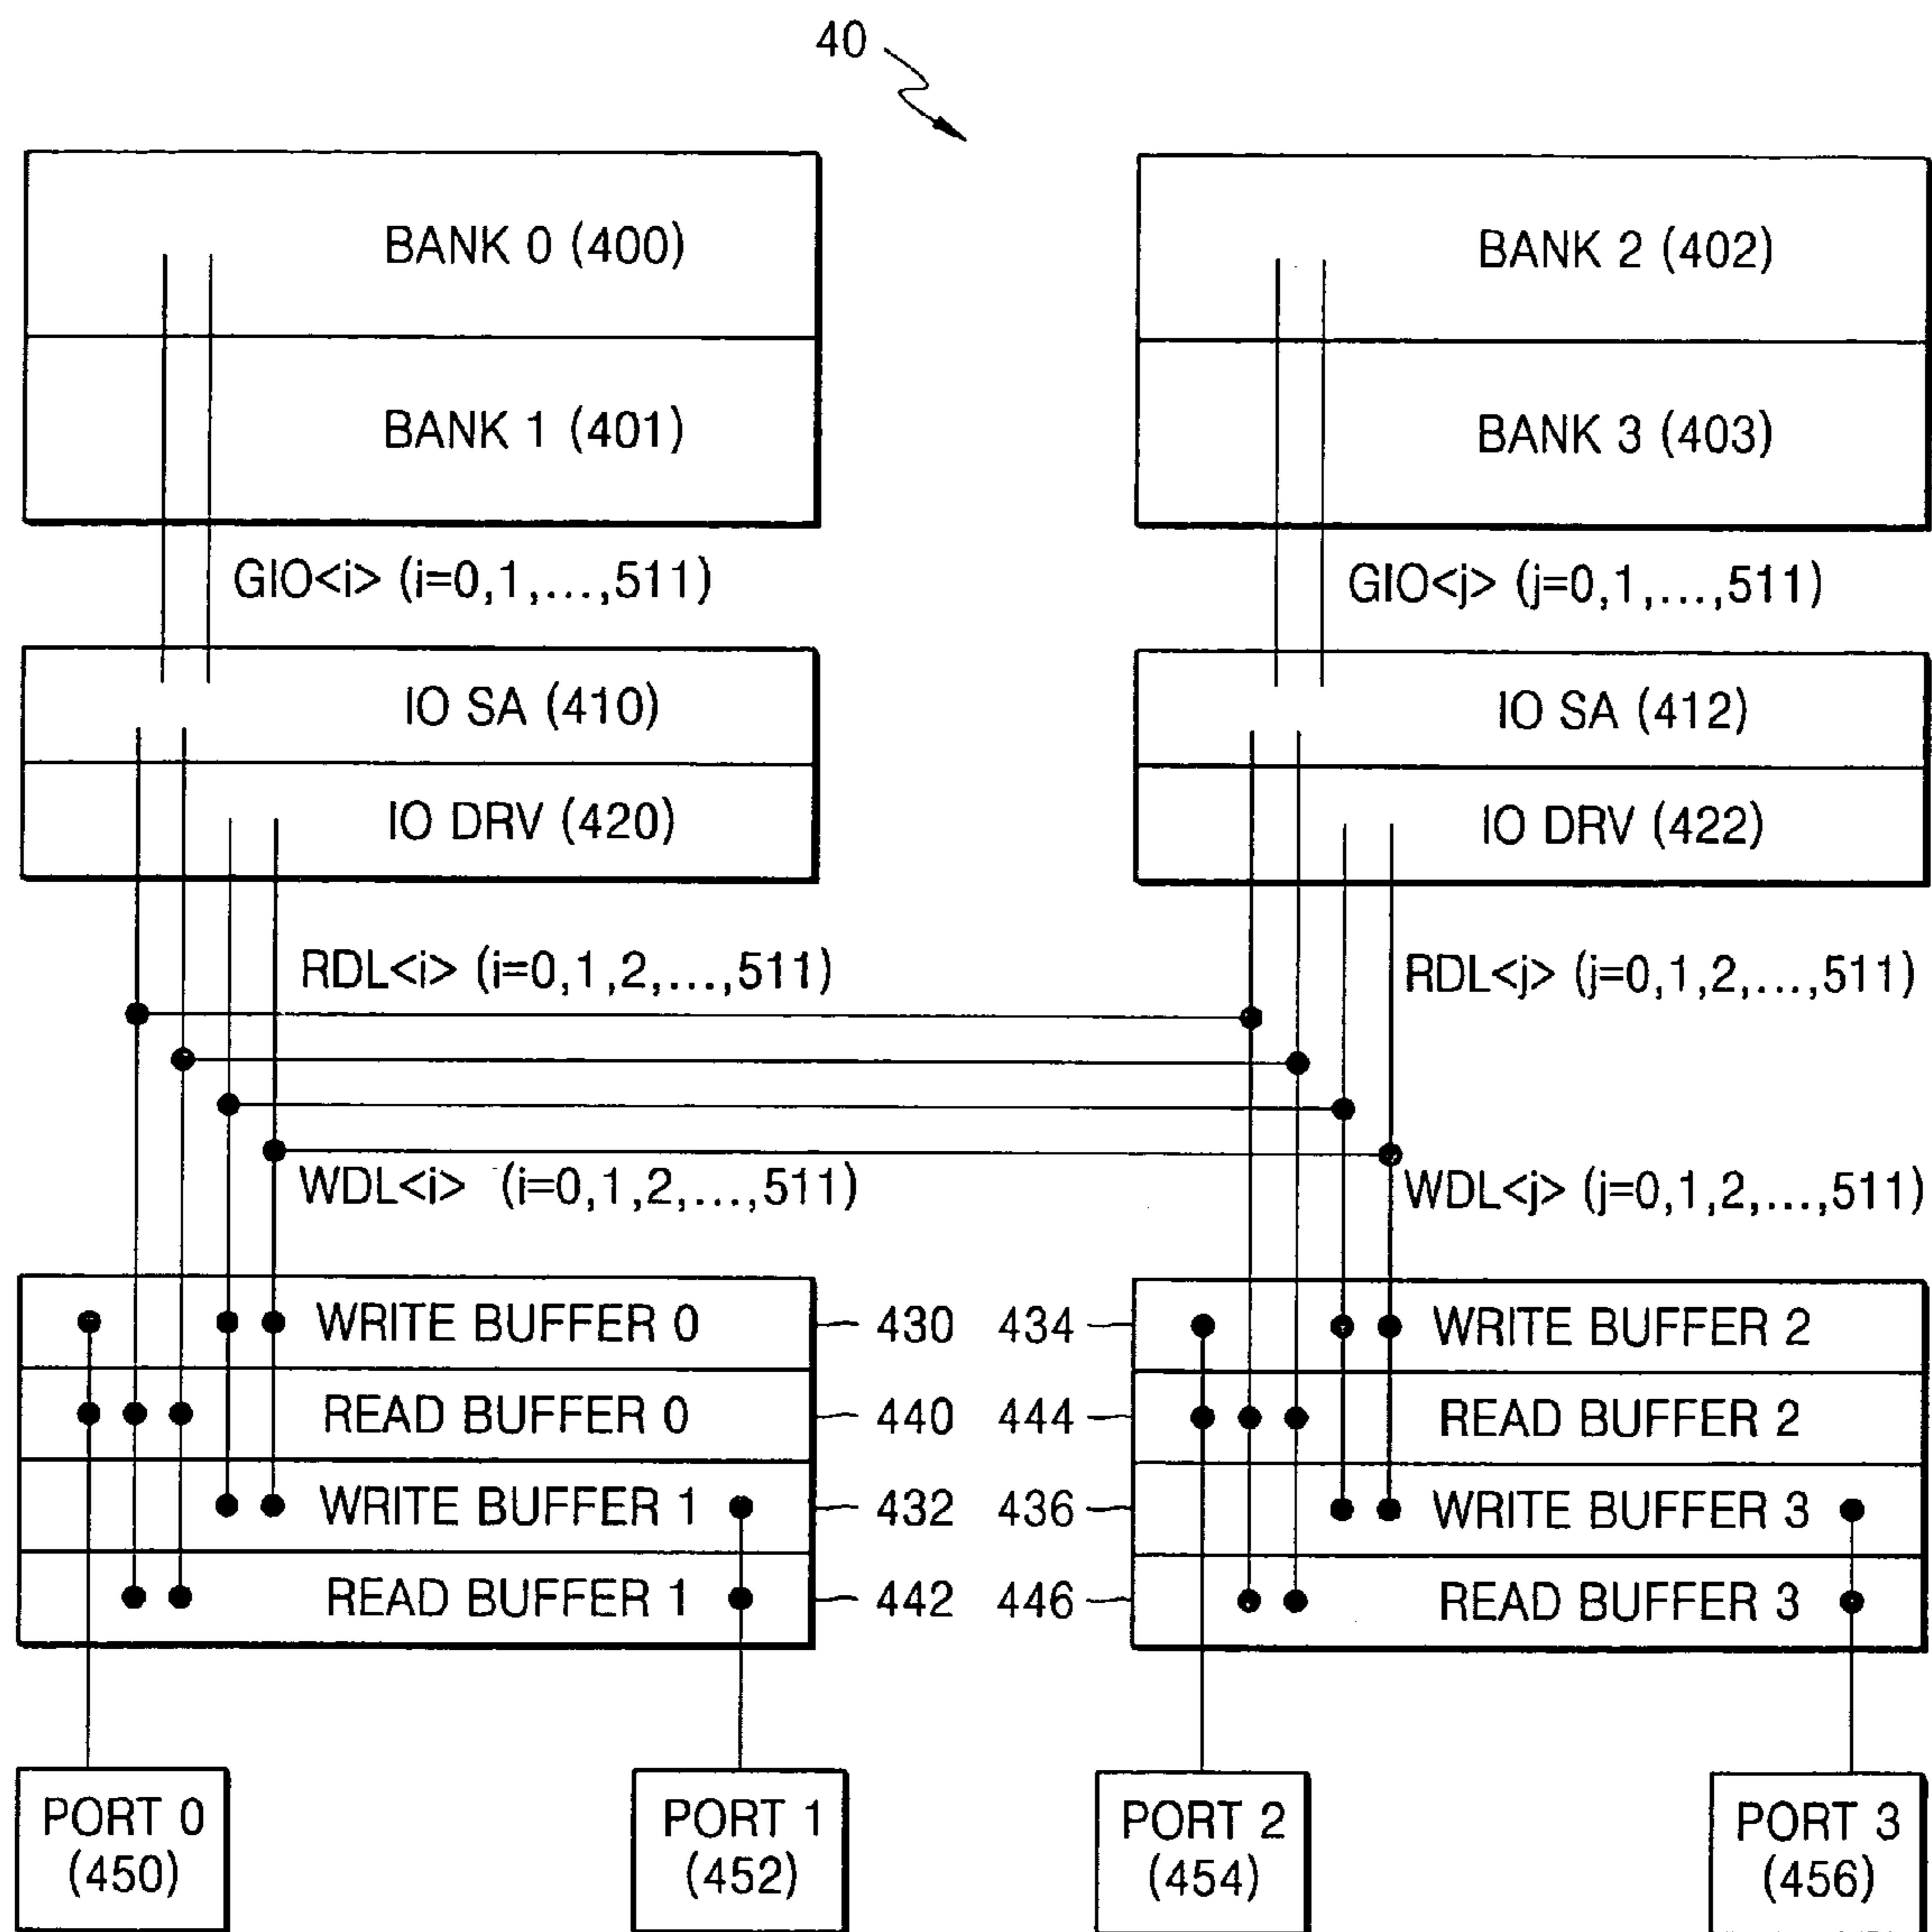 40
BANK 0 (400)
BANK 2 (402)
BANK 1 (401)
BANK 3 (403)
GIO<i> (i=0,1,...,511)
GIO<j> (j=0,1,...,511)
IO SA (410)
IO SA (412)
IO DRV (420)
IO DRV (422)
RDL<i> (i=0,1,2,...,511)
RDL<j> (j=0,1,2,...,511)
WDL<i> (i=0,1,2,...,511)
WDL<j> (j=0,1,2,...,511)
WRITE BUFFER 0
430
434
WRITE BUFFER 2
READ BUFFER 0
440
444
READ BUFFER 2
WRITE BUFFER 1
432
436
WRITE BUFFER 3
READ BUFFER 1
442
446
READ BUFFER 3
PORT 0
(450)
PORT 1
(452)
PORT 2
(454)
PORT 3
(456)